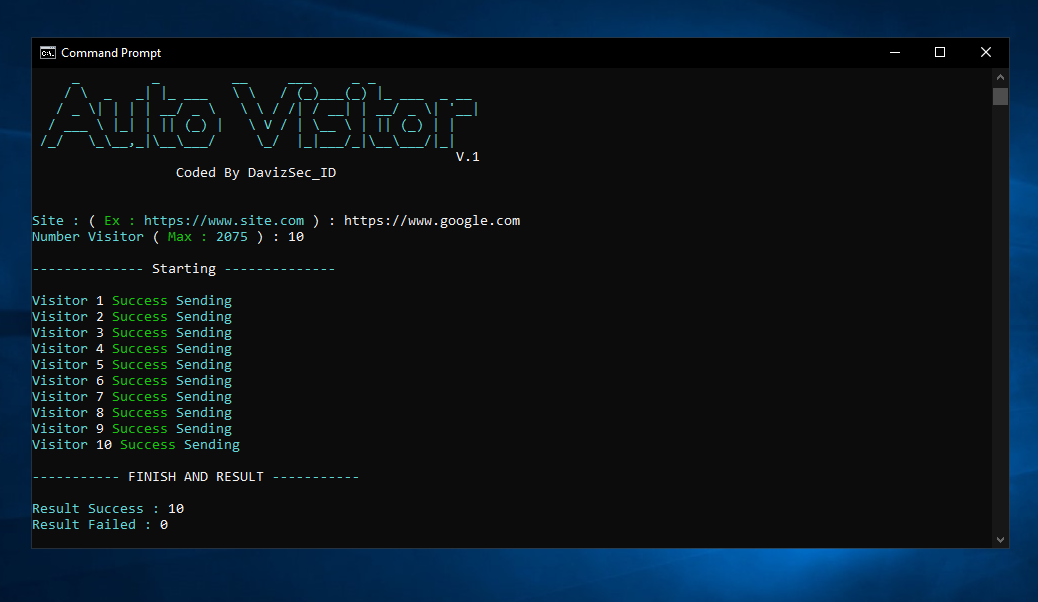 Command Prompt
Auto Visitor
V.1
Coded By DavizSec_ID
Site : ( Ex : https://www.site.com ) : https://www.google.com
Number Visitor ( Max : 2075 ) : 10
-------------- Starting --------------
Visitor 1 Success Sending
Visitor 2 Success Sending
Visitor 3 Success Sending
Visitor 4 Success Sending
Visitor 5 Success Sending
Visitor 6 Success Sending
Visitor 7 Success Sending
Visitor 8 Success Sending
Visitor 9 Success Sending
Visitor 10 Success Sending
----------- FINISH AND RESULT -----------
Result Success : 10
Result Failed : 0